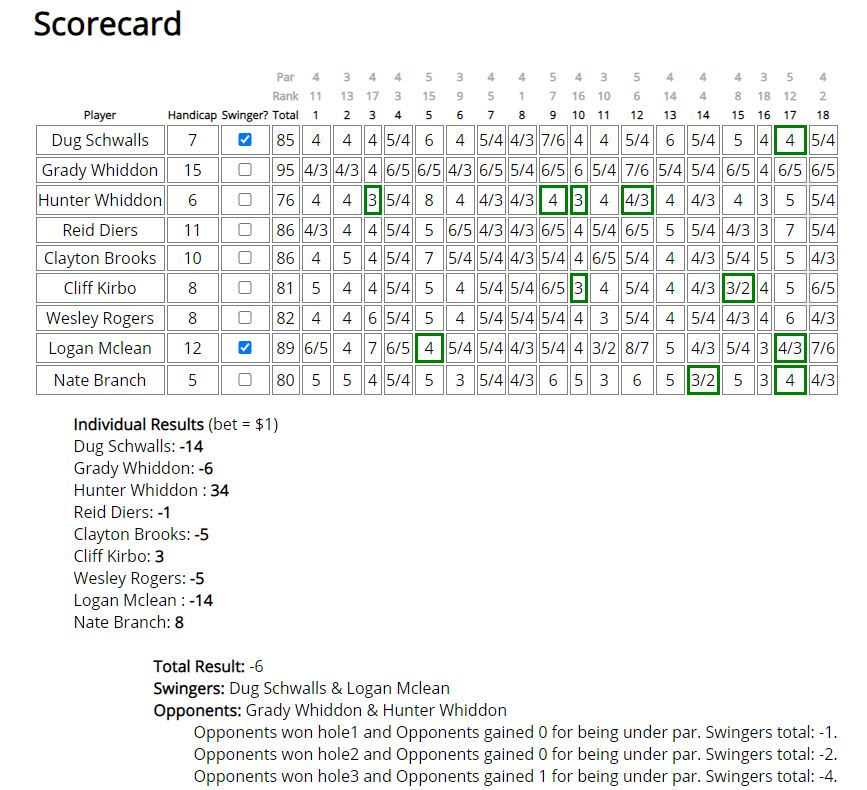 Scorecard
Par 4 3 4 4 5 3 4 4 5 4 3 5 4 4 4 3 5 4
Rank 11 13 17 3 15 9 5 1 7 16 10 6 14 4 8 18 12 2
Player Handicap Swinger? Total 1 2 3 4 5 6 7 8 9 10 11 12 13 14 15 16 17 18
Dug Schwalls 7 85 4 4 4 5/4 6 4 5/4 4/3 7/6 4 4 5/4 6 5/4 5 4 4 5/4
Grady Whiddon 15 95 4/3 4/3 4 6/5 6/5 4/3 6/5 5/4 6/5 6 5/4 7/6 5/4 5/4 6/5 4 6/5 6/5
Hunter Whiddon 6 76 4 4 3 5/4 8 4 4/3 4/3 4 3 4 4/3 4 4/3 4 3 5 5/4
Reid Diers 11 86 4/3 4 4 5/4 5 6/5 4/3 4/3 6/5 4 5/4 6/5 5 5/4 4/3 3 7 5/4
Clayton Brooks 10 86 4 5 4 5/4 7 5/4 5/4 4/3 5/4 4 6/5 5/4 4 4/3 5/4 5 5 4/3
Cliff Kirbo 8 81 5 4 4 5/4 5 4 5/4 5/4 6/5 3 4 5/4 4 4/3 3/2 4 5 6/5
Wesley Rogers 8 82 4 4 6 5/4 5 4 5/4 5/4 5/4 4 3 5/4 4 5/4 4/3 4 6 4/3
Logan Mclean 12 89 6/5 4 7 6/5 4 5/4 5/4 4/3 5/4 4 3/2 8/7 5 4/3 5/4 3 4/3 7/6
Nate Branch 5 80 5 5 4 5/4 5 3 5/4 4/3 6 5 3 6 5 3/2 5 3 4 4/3
Individual Results (bet = $1)
Dug Schwalls: -14
Grady Whiddon: -6
Hunter Whiddon : 34
Reid Diers: -1
Clayton Brooks: -5
Cliff Kirbo: 3
Wesley Rogers: -5
Logan Mclean : -14
Nate Branch: 8
Total Result: -6
Swingers: Dug Schwalls & Logan Mclean
Opponents: Grady Whiddon & Hunter Whiddon
Opponents won hole1 and Opponents gained 0 for being under par. Swingers total: -1.
Opponents won hole2 and Opponents gained 0 for being under par. Swingers total: -2.
Opponents won hole3 and Opponents gained 1 for being under par. Swingers total: -4.